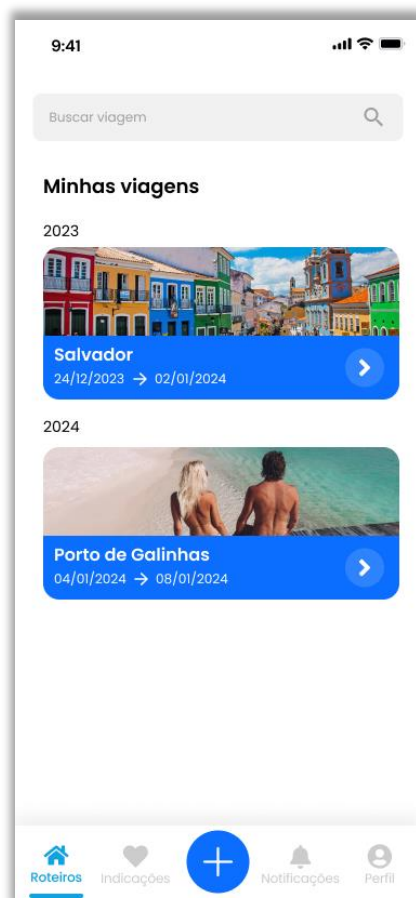 9:41
Buscar viagem
Minhas viagens
2023
Salvador
24/12/2023 → 02/01/2024
2024
Porto de Galinhas
04/01/2024 → 08/01/2024
Roteiros Indicações Notificações Perfil